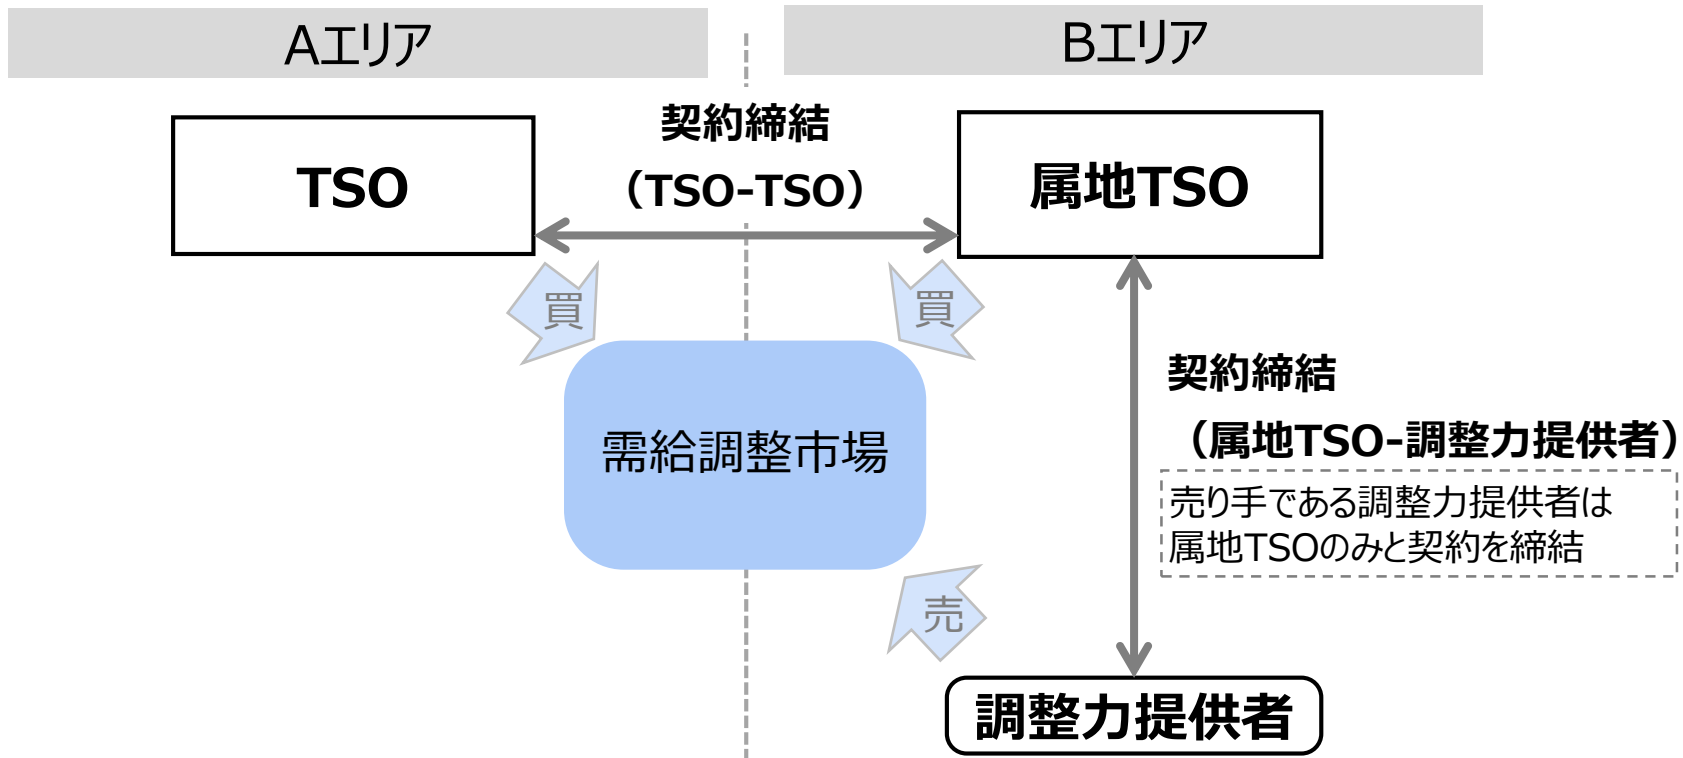 Aエリア
Bエリア
契約締結
（TSO-TSO）
TSO
属地TSO
買
買
需給調整市場
契約締結
（属地TSO-調整力提供者）
売り手である調整力提供者は
属地TSOのみと契約を締結
売
調整力提供者